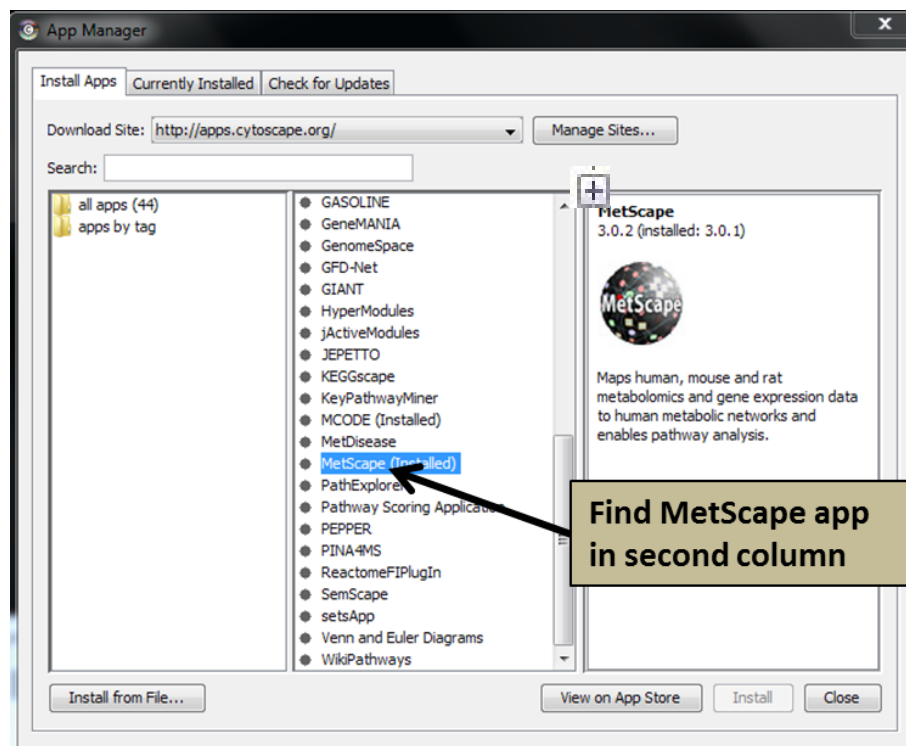 App Manager
x
Install Apps Currently Installed Check for Updates
Download Site: http://apps.cytoscape.org/ Manage Sites...
Search:
all apps (44)
apps by tag
GASOLINE
GeneMANIA
GenomeSpace
GFD-Net
GIANT
HyperModules
jActiveModules
JEPETTO
KEGGscape
KeyPathwayMiner
MCODE (Installed)
MetDisease
MetScape (Installed)
PathExplorer
Pathway Scoring Application
PEPPER
PINA4MS
ReactomeFIPlugIn
SemScape
setsApp
Venn and Euler Diagrams
WikiPathways
MetScape
3.0.2 (installed: 3.0.1)
MetScape
Maps human, mouse and rat
metabolomics and gene expression data
to human metabolic networks and
enables pathway analysis.
Find MetScape app
in second column
Install from File... View on App Store Install Close